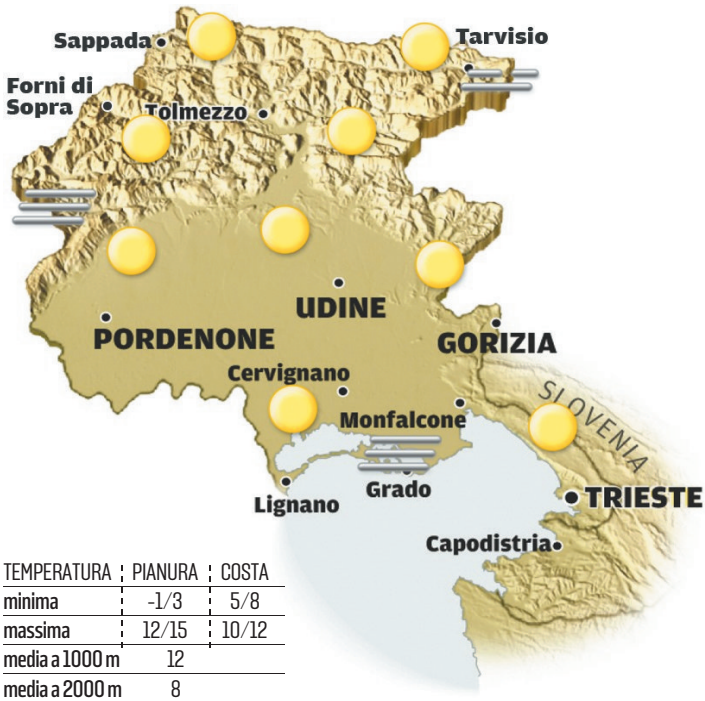 Sappada
Tarvisio
Forni di
Sopra
Tolmezzo
UDINE
PORDENONE
GORIZIA
Cervignano
SLOVENIA
Monfalcone
Grado
Lignano
TRIESTE
Capodistria
TEMPERATURA PIANURA COSTA
minima -1/3 5/8
massima 12/15 10/12
media a 1000 m 12
media a 2000 m 8